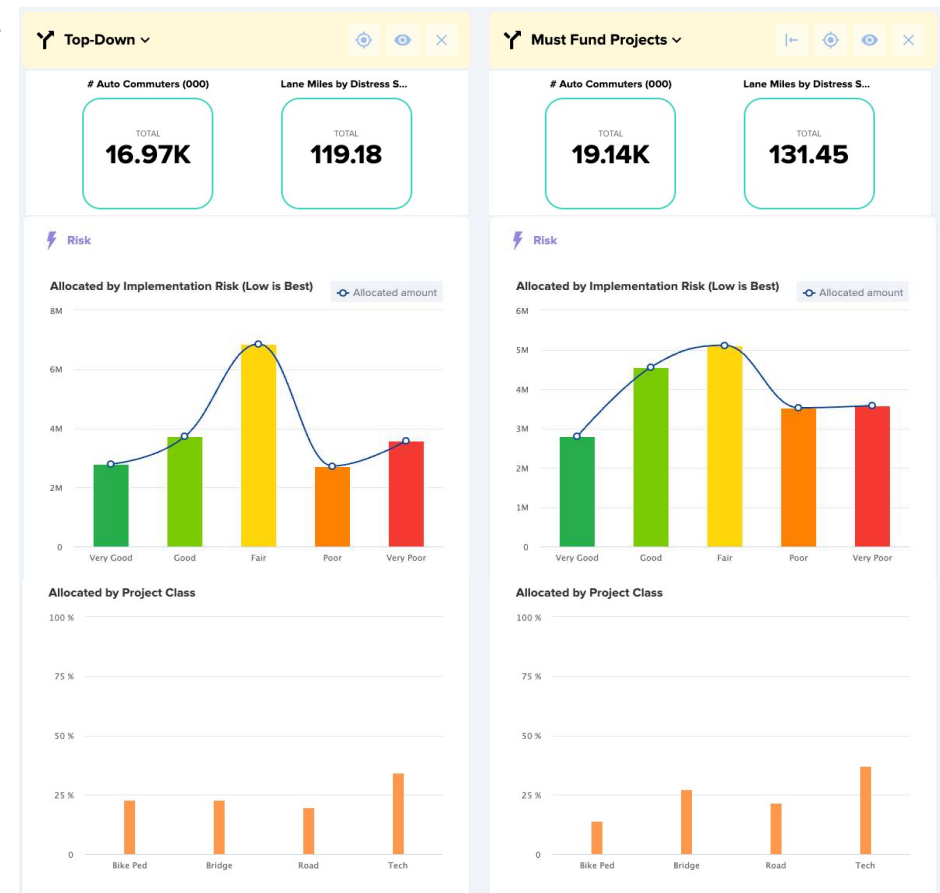 Top-Down
# Auto Commuters (000)
Lane Miles by Distress S...
TOTAL
16.97K
TOTAL
119.18
Risk
Allocated by Implementation Risk (Low is Best)
Allocated amount
8M
6M
4M
2M
0
Very Good
Good
Fair
Poor
Very Poor
Allocated by Project Class
100 %
75 %
50 %
25 %
0
Bike Ped
Bridge
Road
Tech
Must Fund Projects
# Auto Commuters (000)
Lane Miles by Distress S...
TOTAL
19.14K
TOTAL
131.45
Risk
Allocated by Implementation Risk (Low is Best)
Allocated amount
6M
5M
4M
3M
2M
1M
0
Very Good
Good
Fair
Poor
Very Poor
Allocated by Project Class
100 %
75 %
50 %
25 %
0
Bike Ped
Bridge
Road
Tech